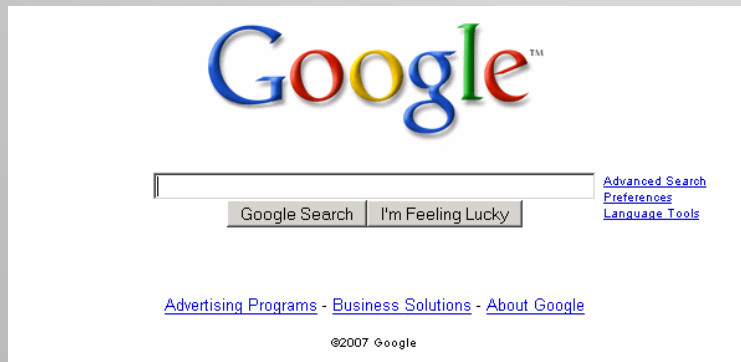 Google™
Advanced Search
Preferences
Language Tools
Google Search I'm Feeling Lucky
Advertising Programs - Business Solutions - About Google
©2007 Google